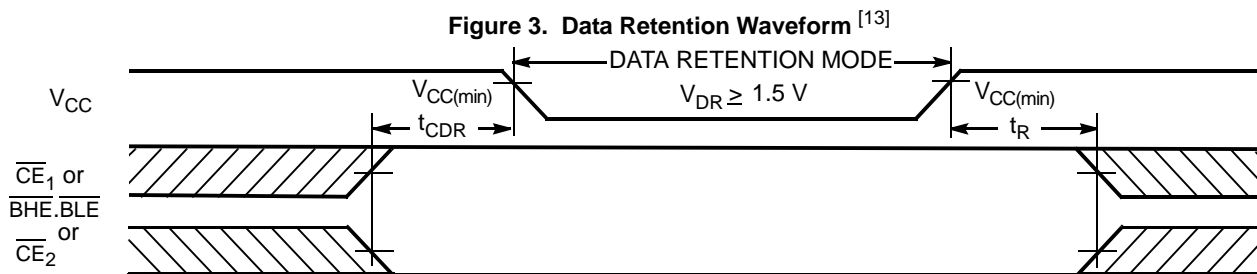 Figure 3. Data Retention Waveform [13]
DATA RETENTION MODE
VCC
VCC(min)
VDR ≥ 1.5 V
VCC(min)
tCDR
tR
CE1 or
BHE.BLE
or
CE2